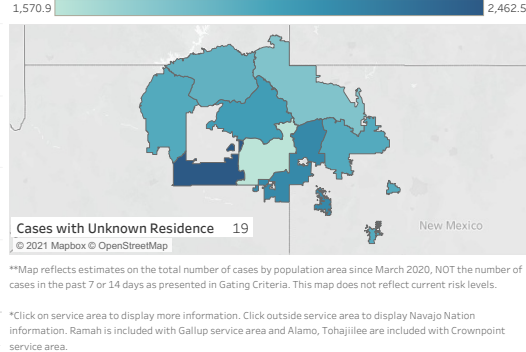 1,570.9 2,462.5
New Mexico
Cases with Unknown Residence 19
© 2021 Mapbox © OpenStreetMap
**Map reflects estimates on the total number of cases by population area since March 2020, NOT the number of
cases in the past 7 or 14 days as presented in Gating Criteria. This map does not reflect current risk levels.
*Click on service area to display more information. Click outside service area to display Navajo Nation
information. Ramah is included with Gallup service area and Alamo, Tohajiilee are included with Crownpoint
service area.